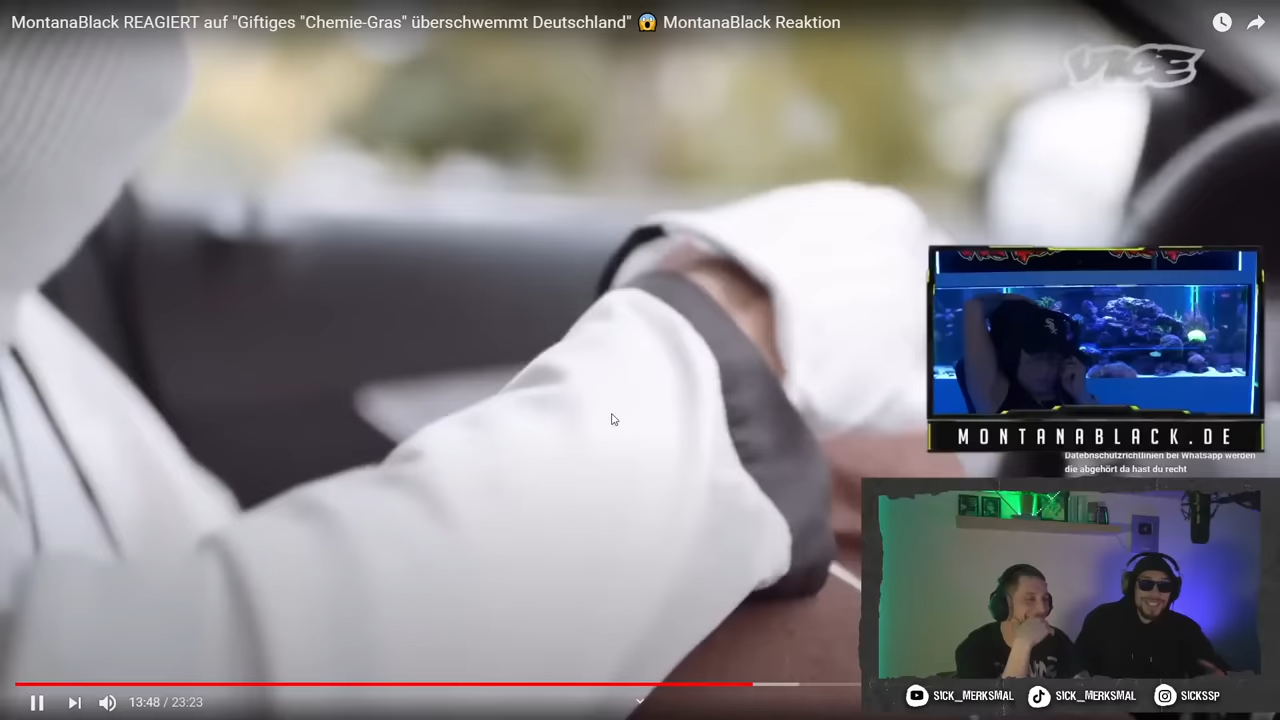 MontanaBlack REAGIERT auf "Giftiges "Chemie-Gras" überschwemmt Deutschland" 😱 MontanaBlack Reaktion
VICE
MONTANABLACK.DE
Datebnschutzrichtlinien bei Whatsapp werden
die abgehört da hast du recht
SICK_MERKSMAL
SICK_MERKSMAL
SICKSSP
13:48 / 23:23